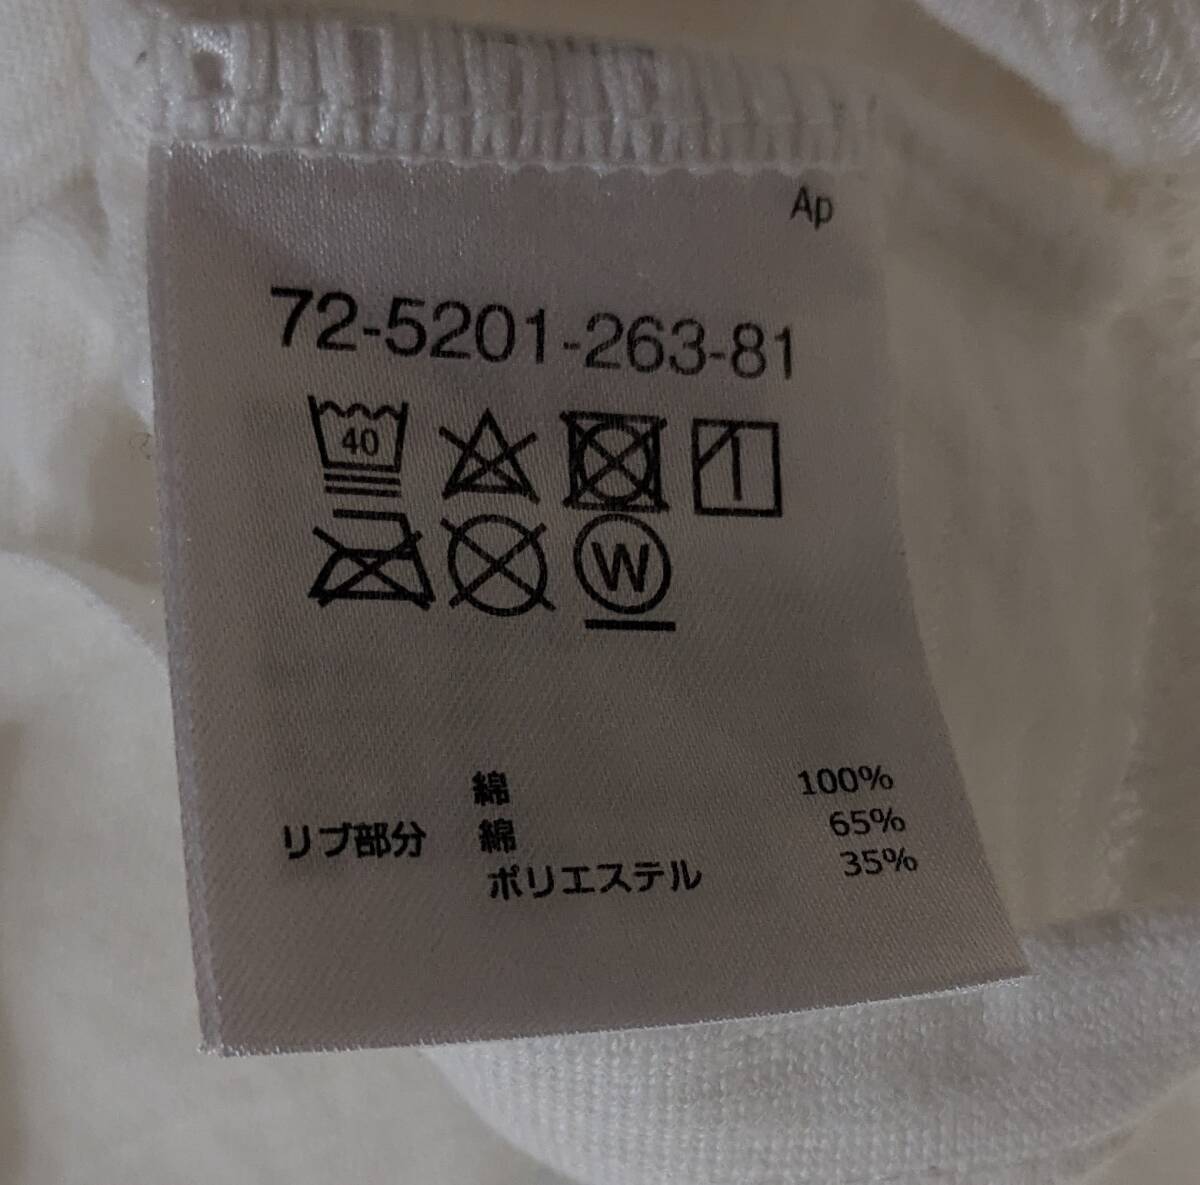 Ap
72-5201-263-81
40
W
綿 100%
リブ部分 綿 65%
ポリエステル 35%